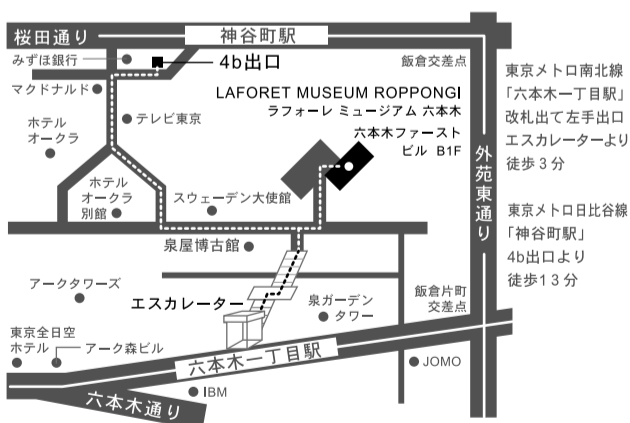 桜田通り
神谷町駅
みずほ銀行
4b出口
飯倉交差点
マクドナルド
LAFORET MUSEUM ROPPONGI
ラフォーレ ミュージアム 六本木
六本木ファースト
ビル B1F
テレビ東京
ホテル
オークラ
ホテル
オークラ
別館
スウェーデン大使館
外苑東通り
東京メトロ南北線
「六本木一丁目駅」
改札出て左手出口
エスカレーターより
徒歩3分
東京メトロ日比谷線
「神谷町駅」
4b出口より
徒歩13分
泉屋博古館
アークタワーズ
エスカレーター
泉ガーデン
タワー
飯倉片町
交差点
東京全日空
ホテル
アーク森ビル
六本木一丁目駅
JOMO
IBM
六本木通り